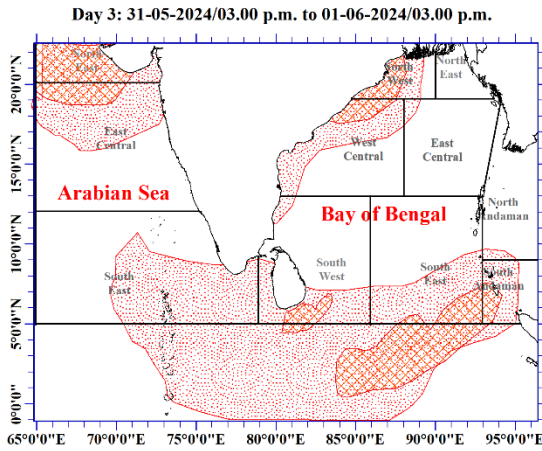 Day 3: 31-05-2024/03.00 p.m. to 01-06-2024/03.00 p.m.
20°0'0"N
15°0'0"N
10°0'0"N
5°0'0"N
0°0'0"
North
East
North
West
North
East
East
Central
West
Central
East
Central
Arabian Sea
Bay of Bengal
North
Andaman
South
East
South
West
South
East
South
Andaman
65°0'0"E
70°0'0"E
75°0'0"E
80°0'0"E
85°0'0"E
90°0'0"E
95°0'0"E